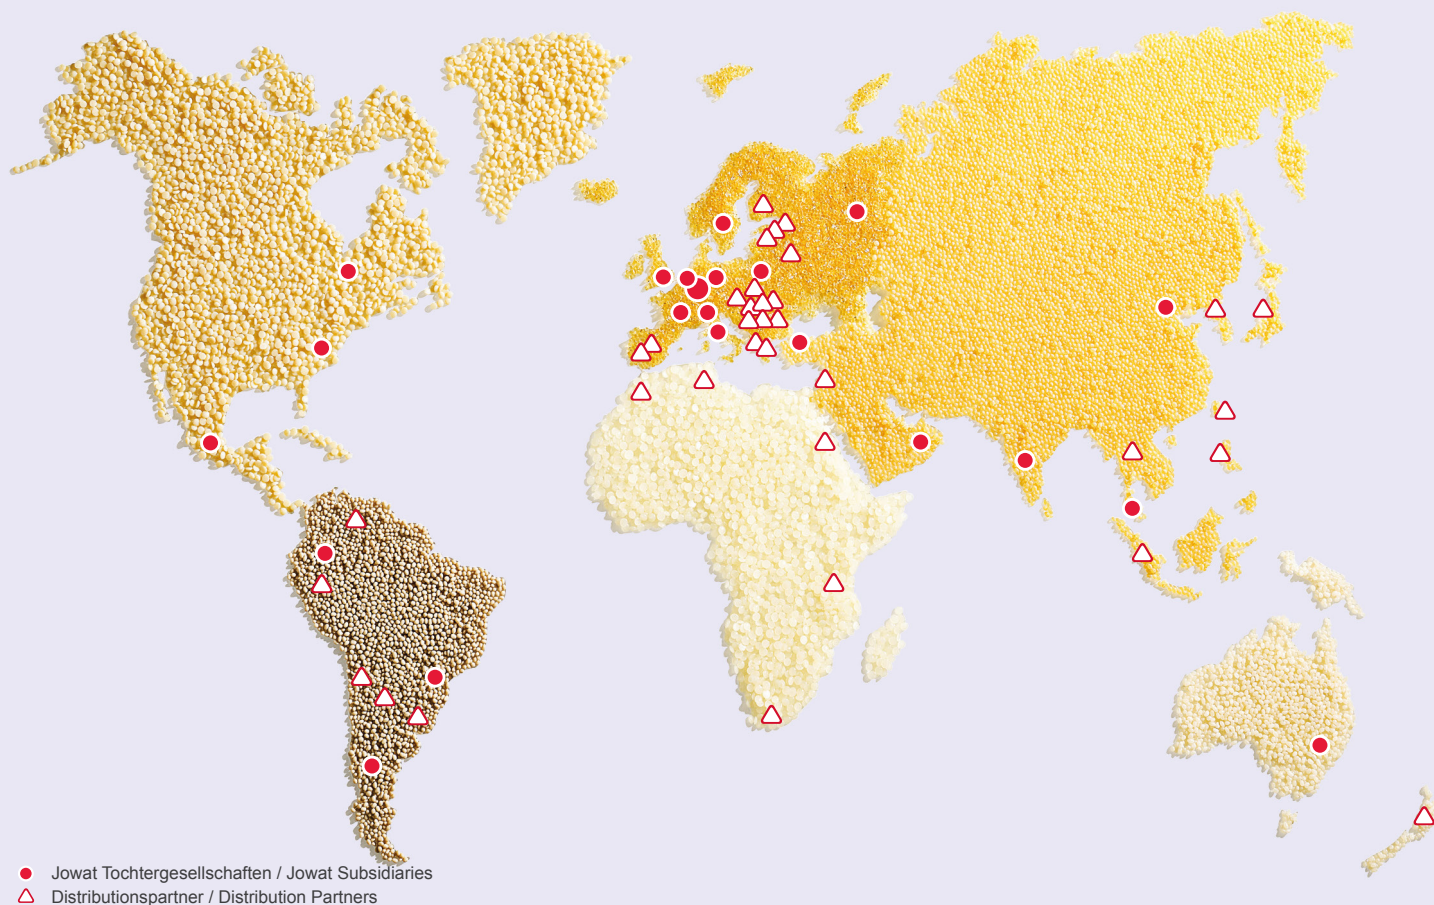 Jowat Tochtergesellschaften / Jowat Subsidiaries
Distributionspartner / Distribution Partners